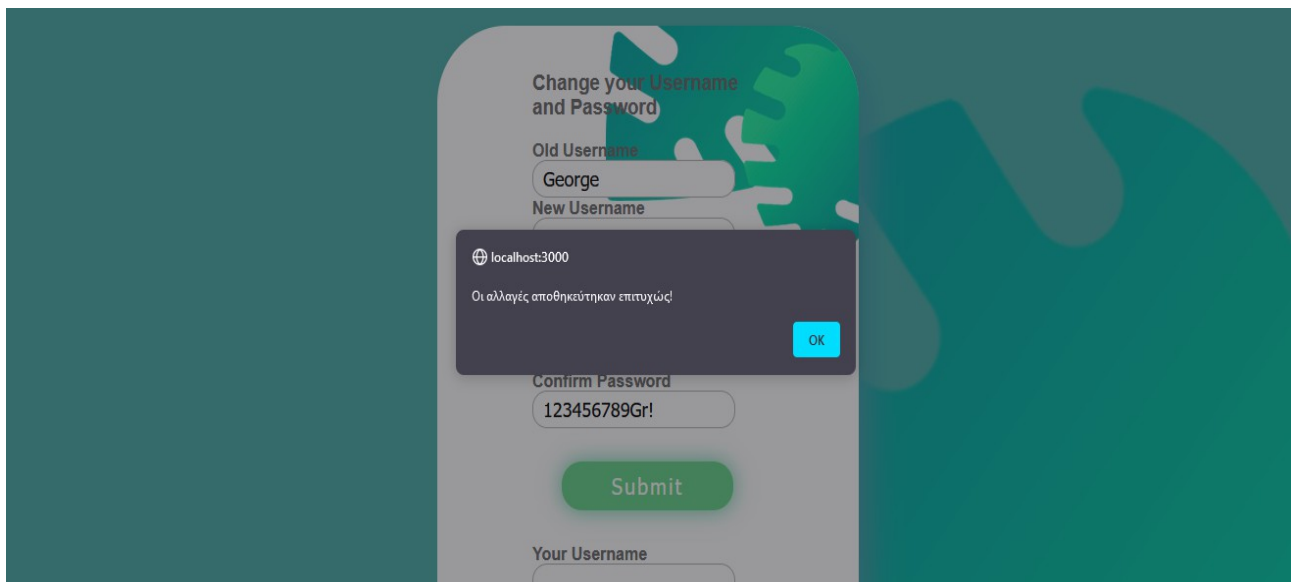 Change your Username
and Password
Old Username
George
New Username
localhost:3000
Οι αλλαγές αποθηκεύτηκαν επιτυχώς!
OK
Confirm Password
123456789Gr!
Submit
Your Username